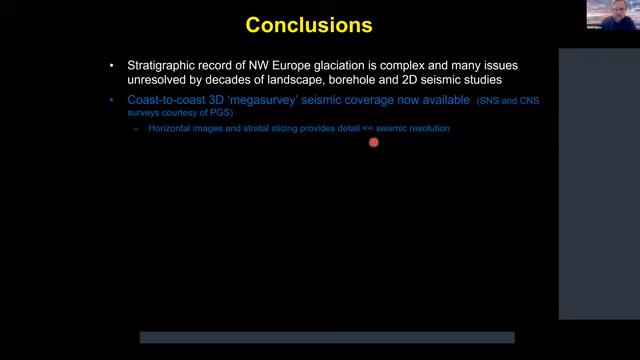 Conclusions
• Stratigraphic record of NW Europe glaciation is complex and many issues
unresolved by decades of landscape, borehole and 2D seismic studies
• Coast-to-coast 3D 'megasurvey' seismic coverage now available (SNS and CNS
surveys courtesy of PGS)
– Horizontal images and stratal slicing provides detail << seismic resolution